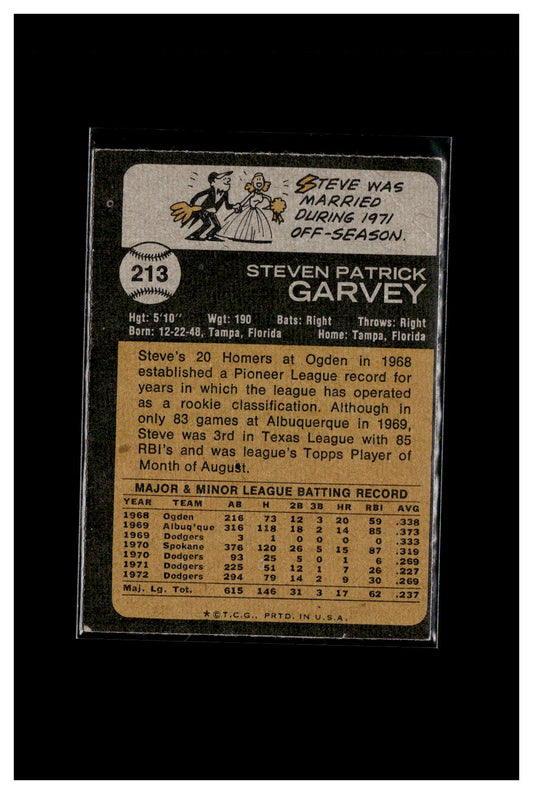 STEVE WAS
MARRIED
DURING 1971
OFF-SEASON.
213
STEVEN PATRICK
GARVEY
Hgt: 5'10" Wgt: 190 Bats: Right Throws: Right
Born: 12-22-48, Tampa, Florida Home: Tampa, Florida
Steve's 20 Homers at Ogden in 1968
established a Pioneer League record for
years in which the league has operated
as a rookie classification. Although in
only 83 games at Albuquerque in 1969,
Steve was 3rd in Texas League with 85
RBI's and was league's Topps Player of
Month of August.
MAJOR & MINOR LEAGUE BATTING RECORD
YEAR TEAM AB H 2B 3B HR RBI AVG
1968 Ogden 216 73 12 3 20 59 .338
1969 Albuq'que 316 118 18 2 14 85 .373
1969 Dodgers 3 1 0 0 0 0 .333
1970 Spokane 376 120 26 5 15 87 .319
1970 Dodgers 93 25 5 0 1 6 .269
1971 Dodgers 225 51 12 1 7 26 .227
1972 Dodgers 294 79 14 2 9 30 .269
Maj. Lg. Tot. 615 146 31 3 17 62 .237
*©T.C.G., PRTD. IN U.S.A.